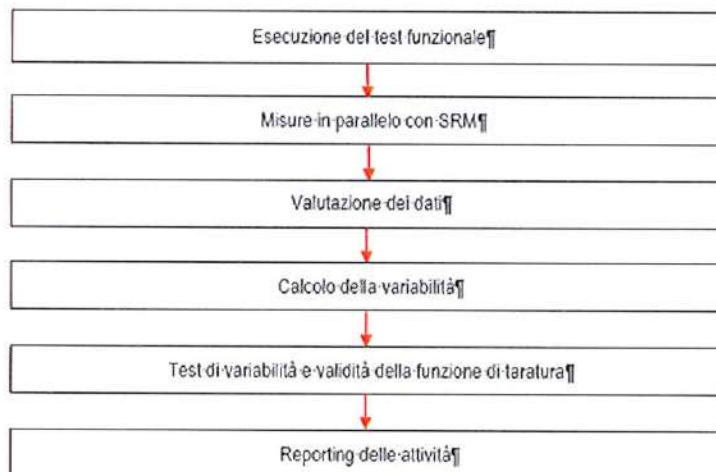 Esecuzione del·test funzionale¶
Misure·in·parallelo·con·SRM¶
Valutazione·dei·dati¶
Calcolo·della·variabilità¶
Test·di·variabilità·e·validità·della·funzione·di·taratura¶
Reporting·delle·attività¶